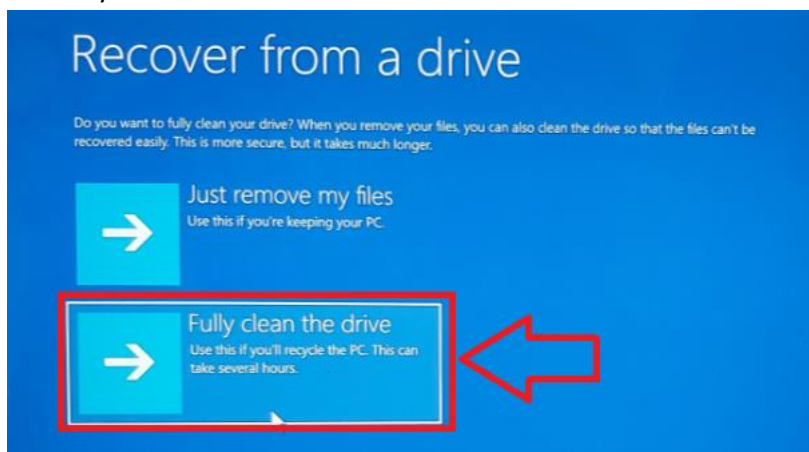 Recover from a drive
Do you want to fully clean your drive? When you remove your files, you can also clean the drive so that the files can't be
recovered easily. This is more secure, but it takes much longer.
Just remove my files
Use this if you're keeping your PC.
Fully clean the drive
Use this if you'll recycle the PC. This can
take several hours.